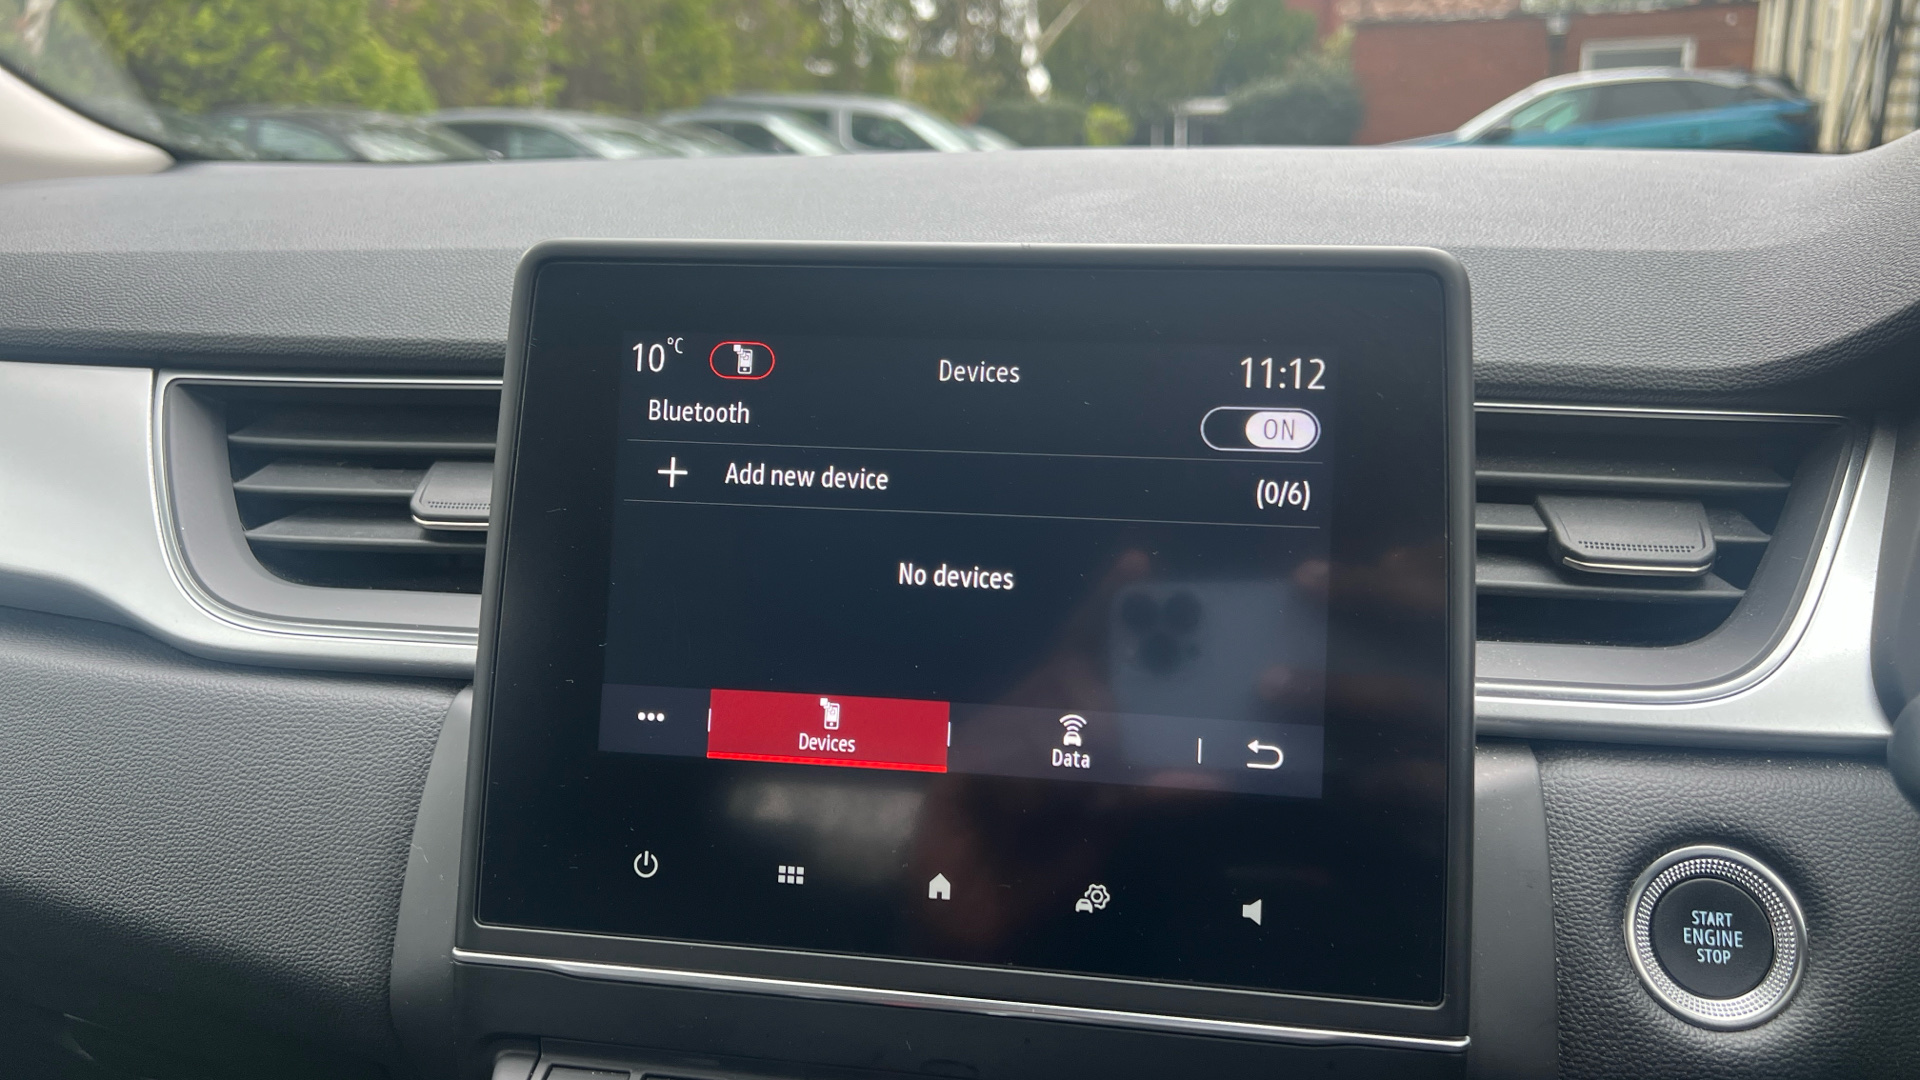 10°C
Devices
11:12
Bluetooth
ON
Add new device
(0/6)
No devices
Devices
Data
START
ENGINE
STOP